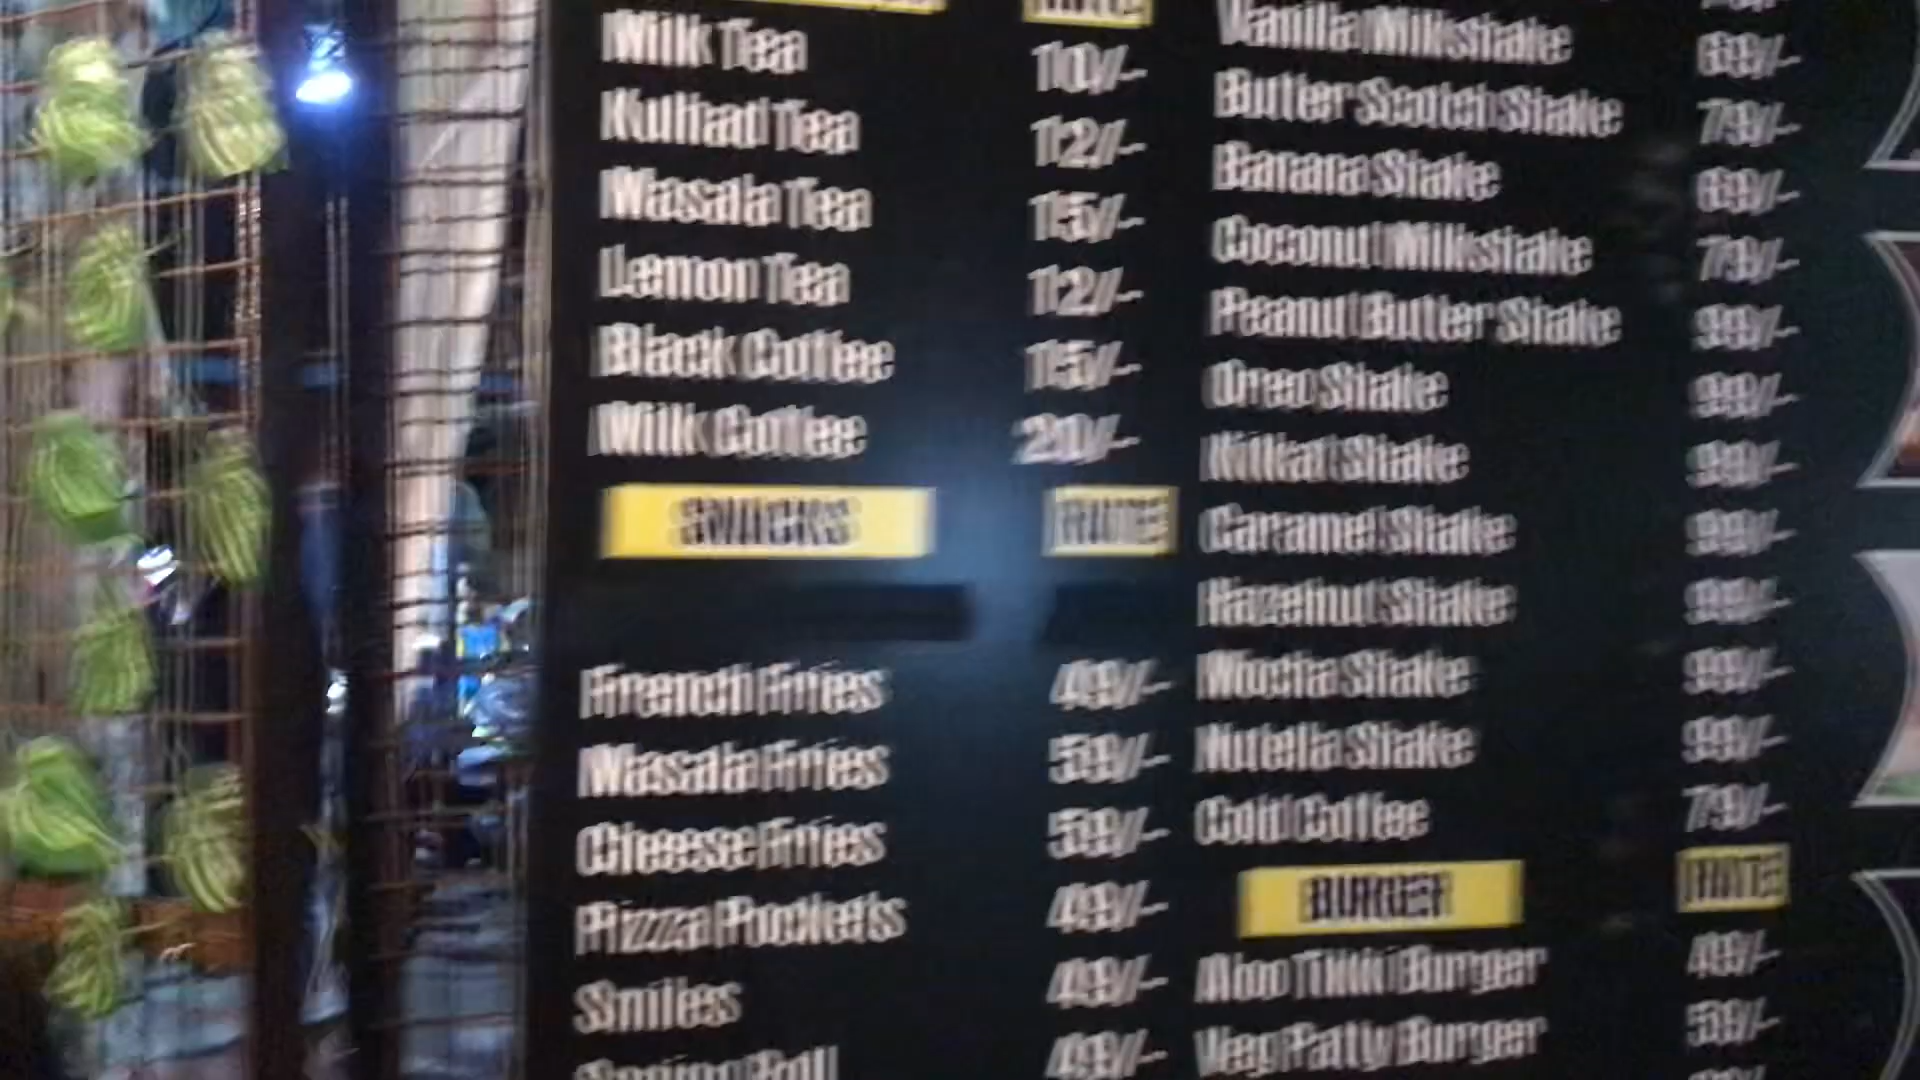 RATE
Milk Tea 10/-
Kulhad Tea 12/-
Masala Tea 15/-
Lemon Tea 12/-
Black Coffee 15/-
Milk Coffee 20/-
SNACKS RATE
French Fries 49/-
Masala Fries 59/-
Cheese Fries 59/-
Pizza Pockets 49/-
Smiles 49/-
Spring Roll 49/-
Vanilla Milkshake 69/-
Butter Scotch Shake 79/-
Banana Shake 69/-
Coconut Milkshake 79/-
Peanut Butter Shake 99/-
Oreo Shake 99/-
Kitkat Shake 99/-
Caramel Shake 99/-
Hazelnut Shake 99/-
Mocha Shake 99/-
Nutella Shake 99/-
Cold Coffee 79/-
BURGER RATE
Aloo Tikki Burger 49/-
Veg Patty Burger 59/-